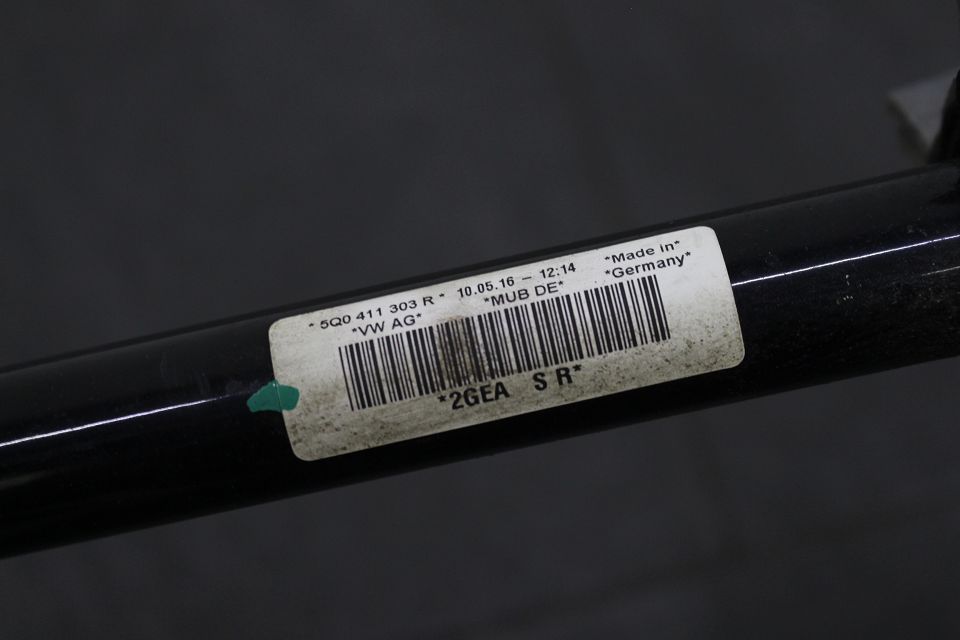 *5Q0 411 303 R* 10.05.16 – 12:14 *Made in*
*VW AG* *MUB DE* *Germany*
*2GEA S R*